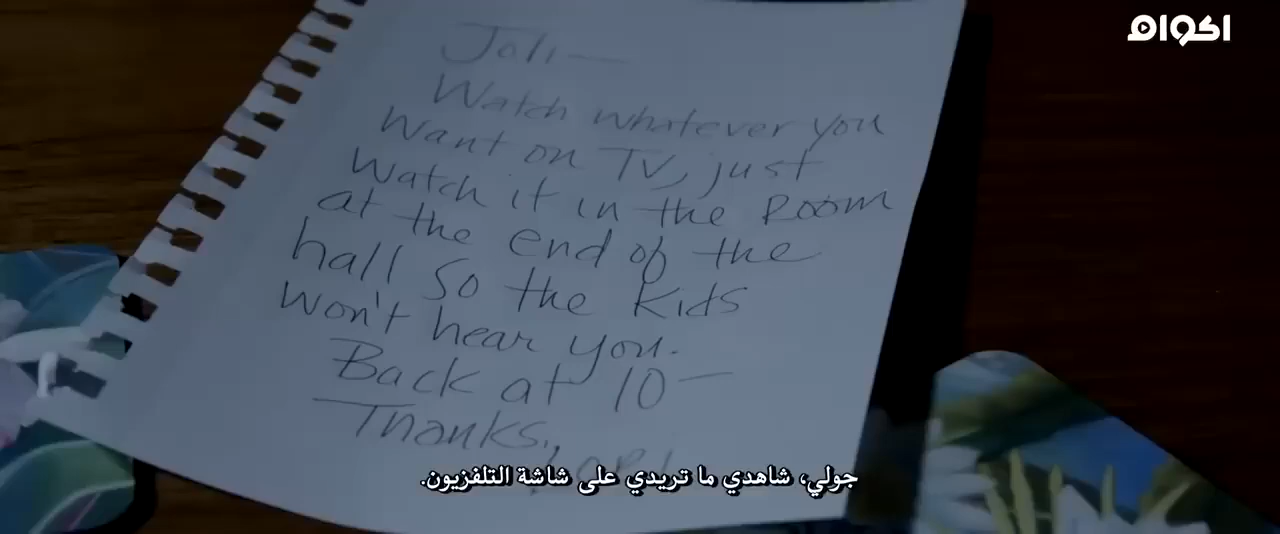 اكوام
Joli—
Watch whatever you
Want on TV, just
Watch it in the Room
at the end of the
hall so the Kids
won't hear you.
Back at 10—
Thanks,
جولي، شاهدي ما تريدي على شاشة التلفزيون.